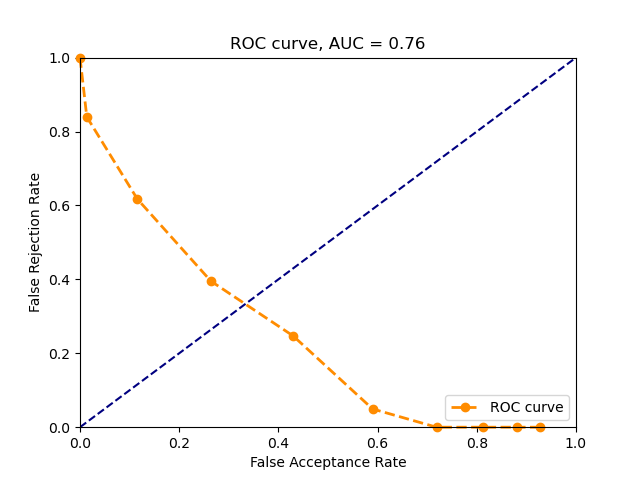 ROC curve, AUC = 0.76
1.0
0.8
0.6
0.4
0.2
0.0
False Rejection Rate
ROC curve
0.0 0.2 0.4 0.6 0.8 1.0
False Acceptance Rate